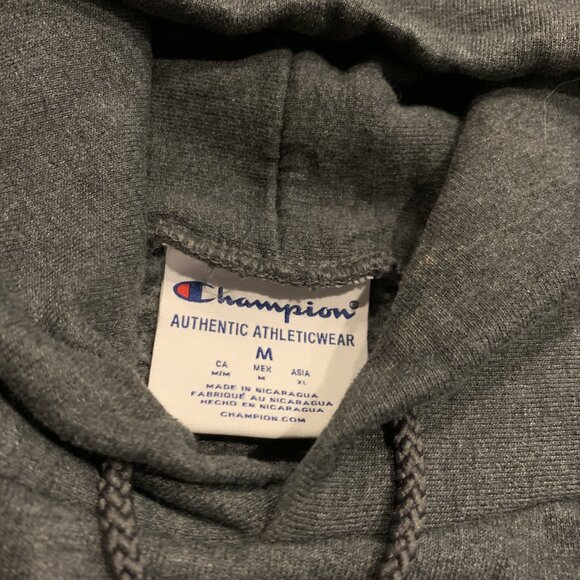 Champion®
AUTHENTIC ATHLETICWEAR
M
CA MEX ASIA
M/M M XL
MADE IN NICARAGUA
FABRIQUÉ AU NICARAGUA
HECHO EN NICARAGUA
CHAMPION.COM